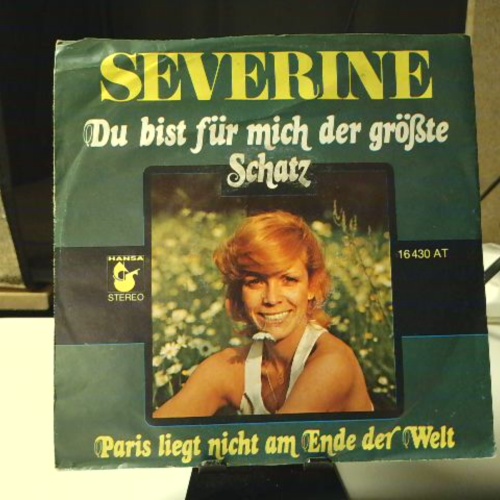 SEVERINE
Du bist für mich der größte
Schatz
HANSA
STEREO
16 430 AT
Paris liegt nicht am Ende der Welt